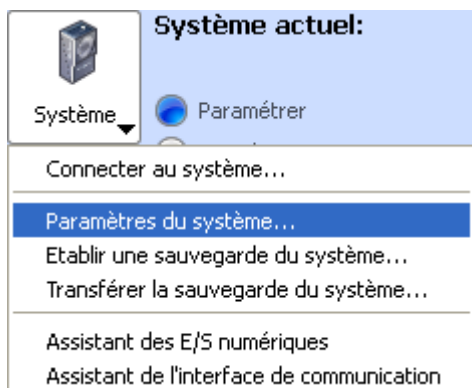 Système actuel:
Système
Paramétrer
Connecter au système...
Paramètres du système...
Etablir une sauvegarde du système...
Transférer la sauvegarde du système...
Assistant des E/S numériques
Assistant de l'interface de communication